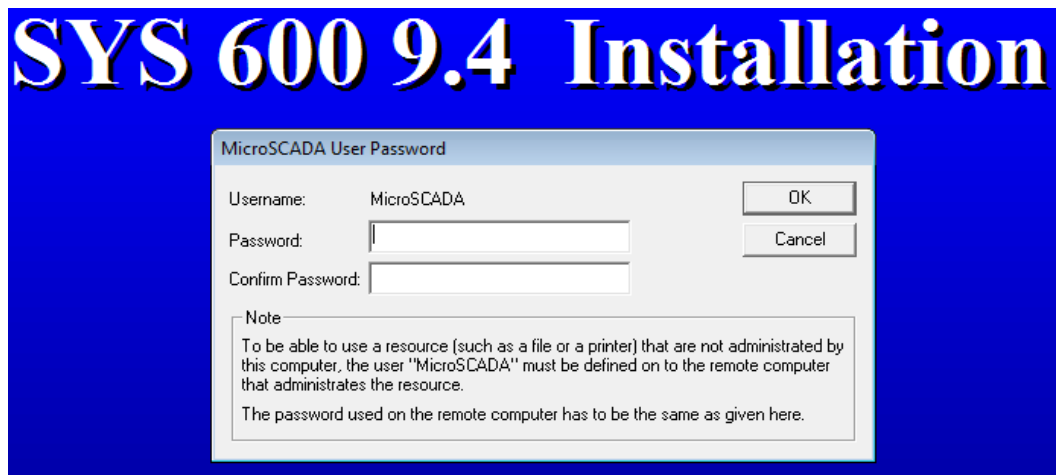 SYS 600 9.4 Installation
MicroSCADA User Password
Username: MicroSCADA
OK
Password:
Cancel
Confirm Password:
Note
To be able to use a resource (such as a file or a printer) that are not administrated by
this computer, the user "MicroSCADA" must be defined on to the remote computer
that administrates the resource.
The password used on the remote computer has to be the same as given here.